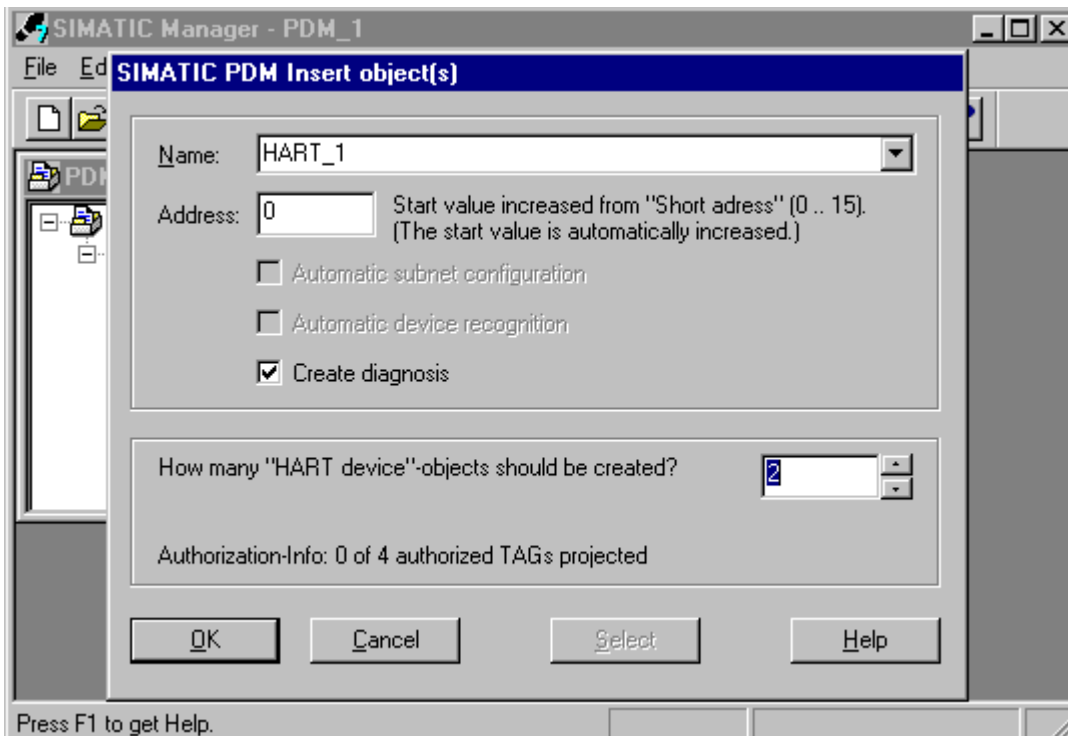 SIMATIC Manager - PDM_1
File Ed
SIMATIC PDM Insert object(s)
PDM
Name: HART_1
Address: 0 Start value increased from "Short adress" (0 .. 15).
(The start value is automatically increased.)
Automatic subnet configuration
Automatic device recognition
Create diagnosis
How many "HART device"-objects should be created? 2
Authorization-Info: 0 of 4 authorized TAGs projected
OK Cancel Select Help
Press F1 to get Help.